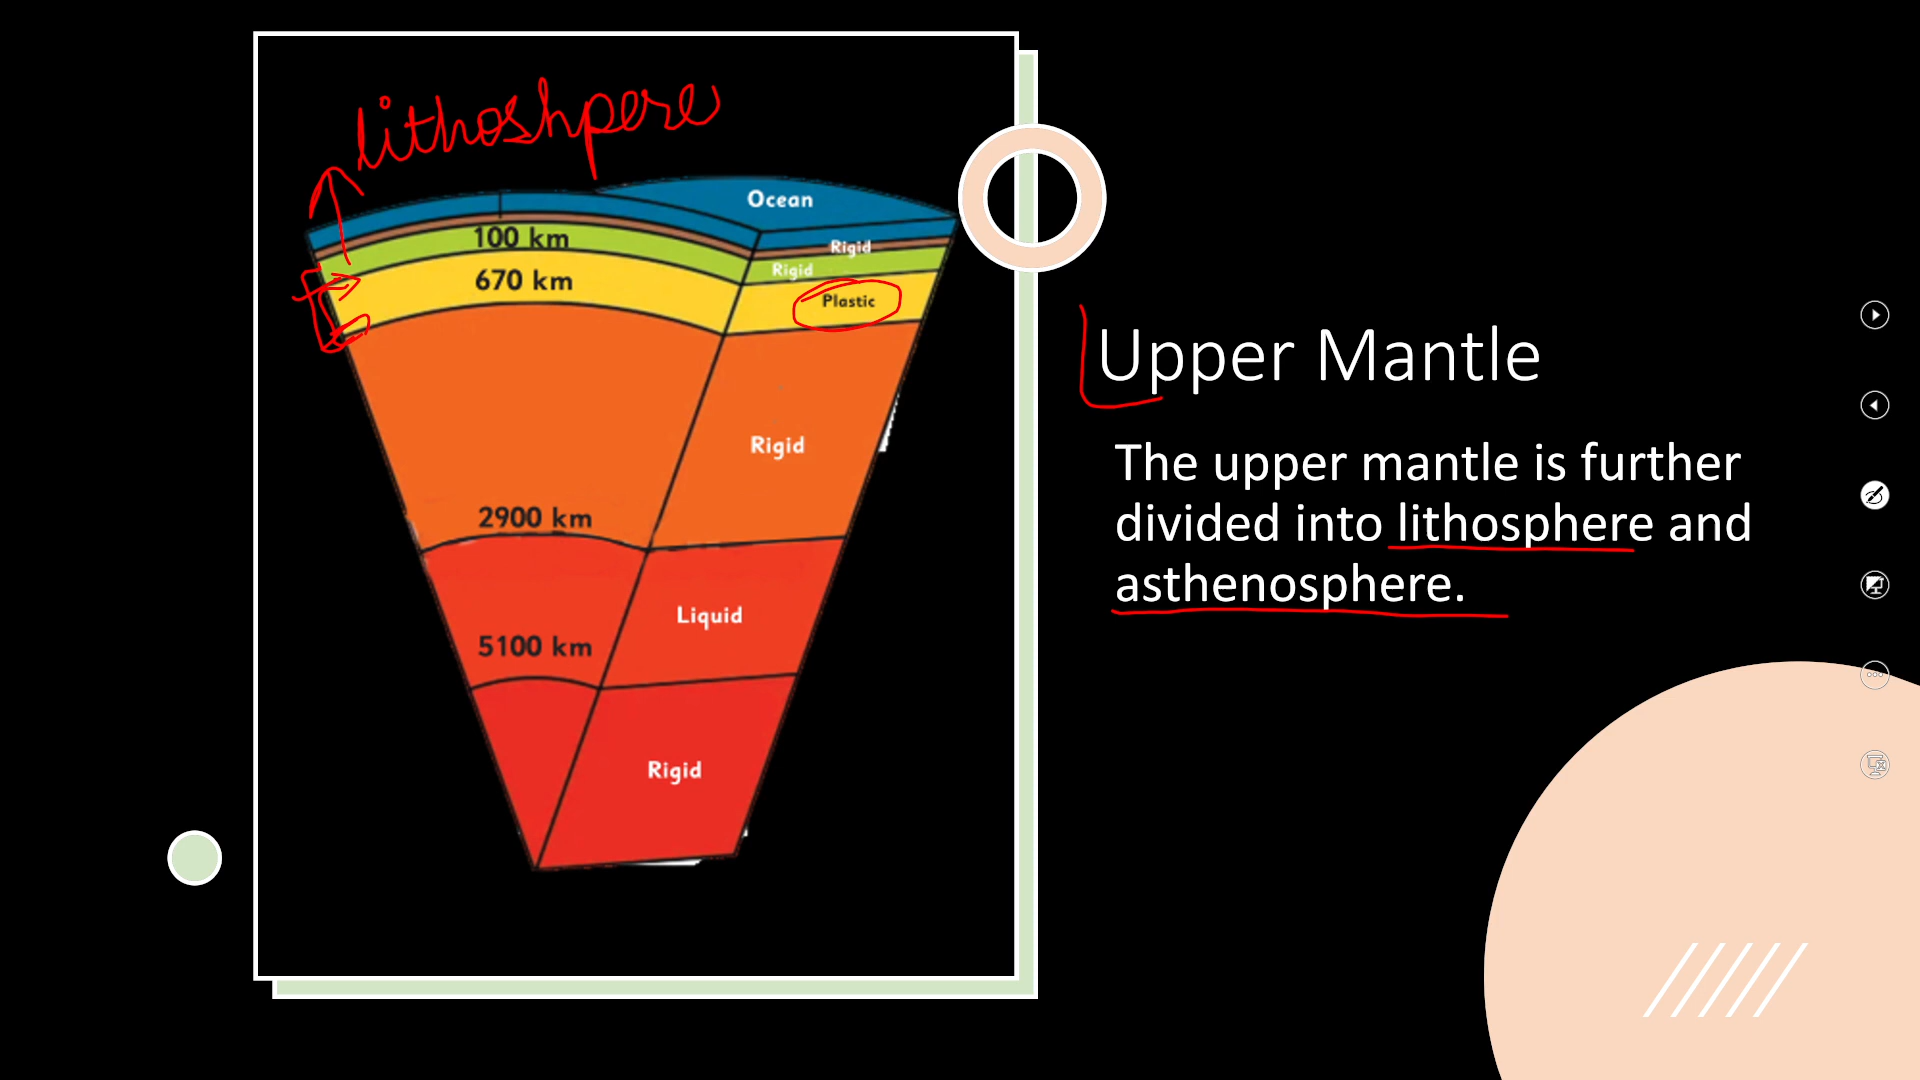 lithoshpere
Ocean
100 km
Rigid
Rigid
670 km
Plastic
Rigid
2900 km
Liquid
5100 km
Rigid
Upper Mantle
The upper mantle is further
divided into lithosphere and
asthenosphere.